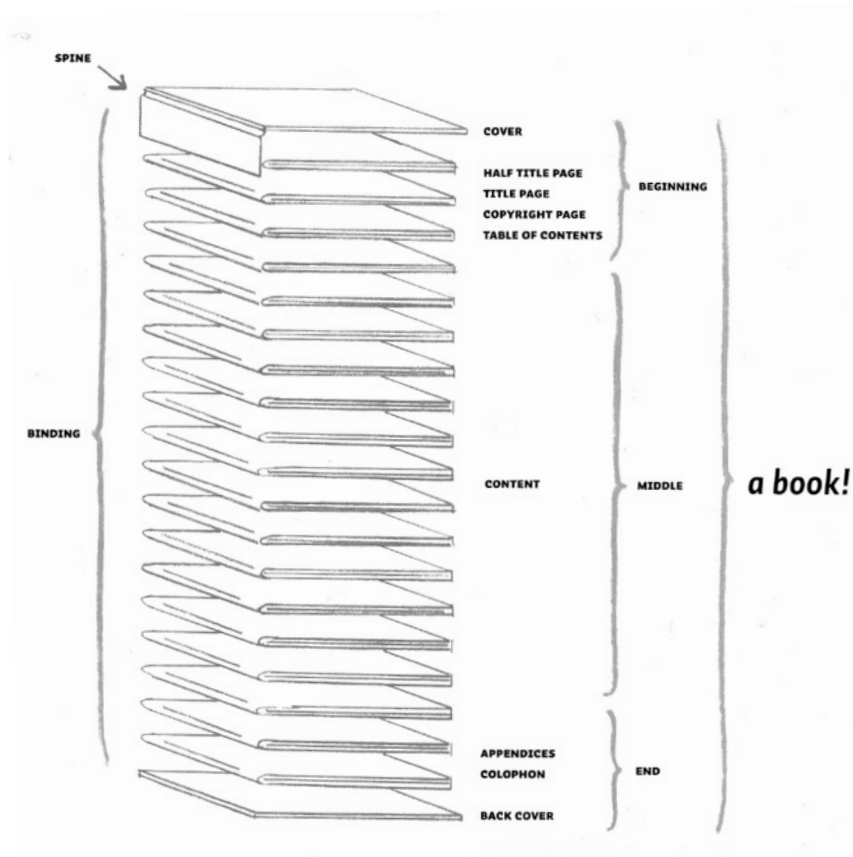 SPINE
COVER
HALF TITLE PAGE
TITLE PAGE
COPYRIGHT PAGE
TABLE OF CONTENTS
BEGINNING
BINDING
CONTENT
MIDDLE
a book!
APPENDICES
COLOPHON
END
BACK COVER